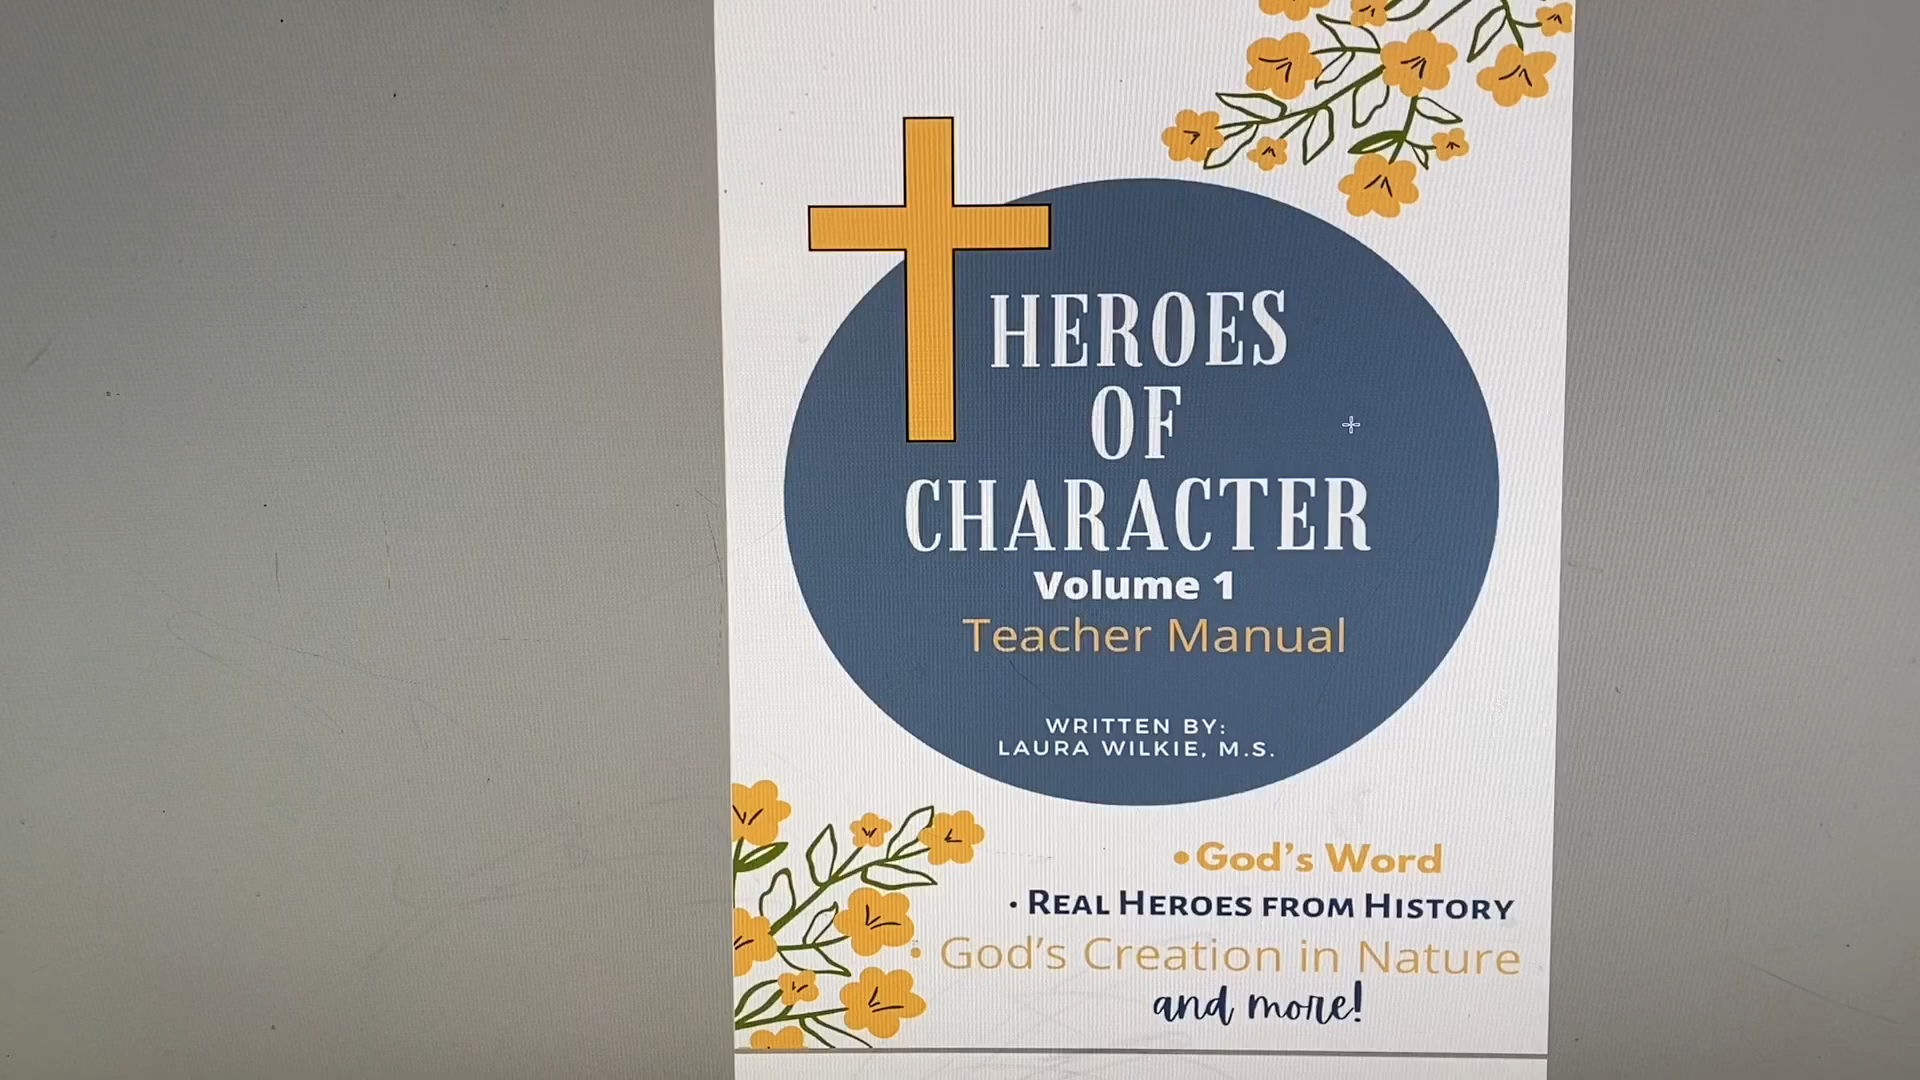 HEROES
OF
CHARACTER
Volume 1
Teacher Manual
WRITTEN BY:
LAURA WILKIE, M.S.
•God's Word
• REAL HEROES FROM HISTORY
• God's Creation in Nature
and more!